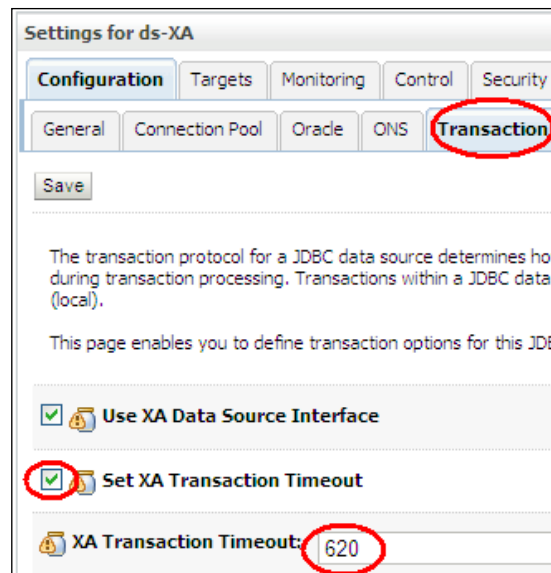 Settings for ds-XA
Configuration Targets Monitoring Control Security
General Connection Pool Oracle ONS Transaction
Save
The transaction protocol for a JDBC data source determines ho
during transaction processing. Transactions within a JDBC data
(local).
This page enables you to define transaction options for this JDB
Use XA Data Source Interface
Set XA Transaction Timeout
XA Transaction Timeout: 620